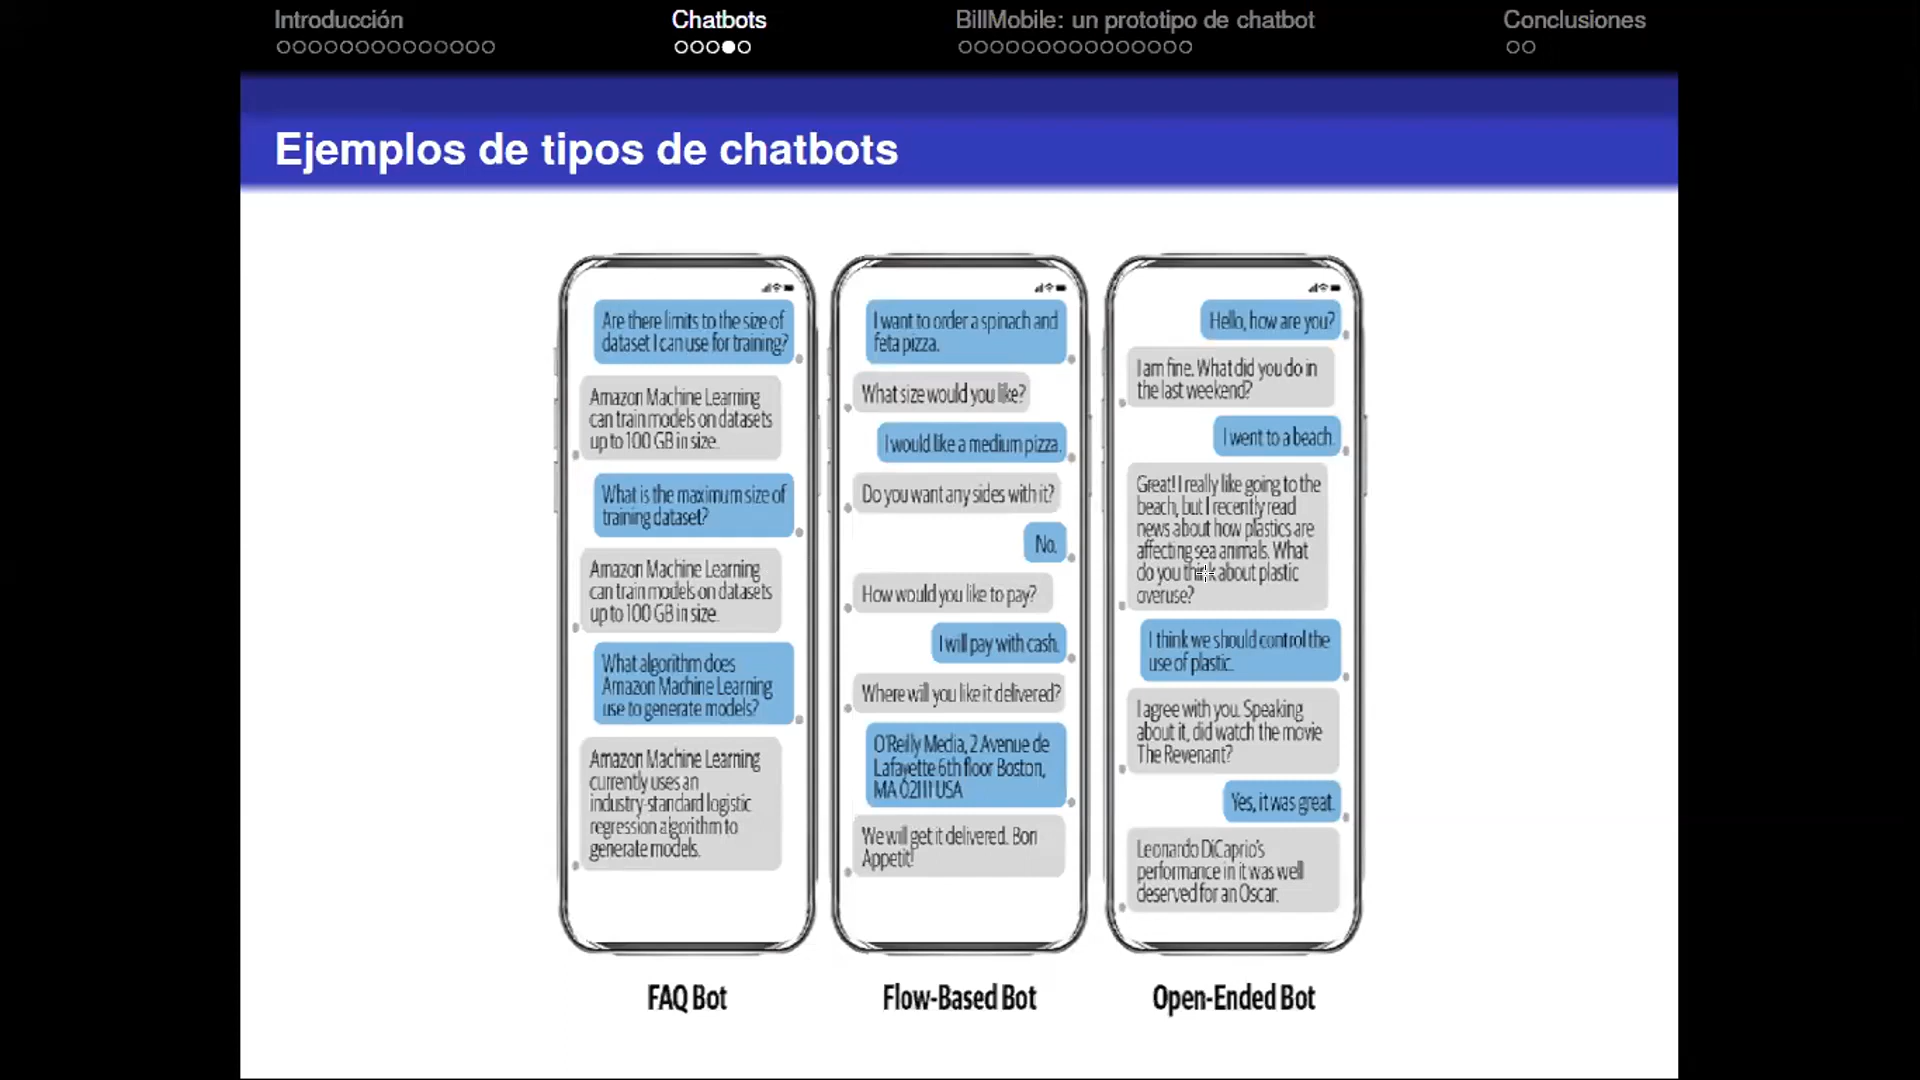 Introducción
Chatbots
BillMobile: un prototipo de chatbot
Conclusiones
Ejemplos de tipos de chatbots
Are there limits to the size of
dataset I can use for training?
Amazon Machine Learning
can train models on datasets
up to 100 GB in size.
What is the maximum size of
training dataset?
Amazon Machine Learning
can train models on datasets
up to 100 GB in size.
What algorithm does
Amazon Machine Learning
use to generate models?
Amazon Machine Learning
currently uses an
industry-standard logistic
regression algorithm to
generate models.
FAQ Bot
I want to order a spinach and
feta pizza.
What size would you like?
I would like a medium pizza.
Do you want any sides with it?
No.
How would you like to pay?
I will pay with cash.
Where will you like it delivered?
O'Reilly Media, 2 Avenue de
Lafayette 6th floor Boston,
MA 02111 USA
We will get it delivered. Bon
Appetit!
Flow-Based Bot
Hello, how are you?
I am fine. What did you do in
the last weekend?
I went to a beach.
Great! I really like going to the
beach, but I recently read
news about how plastics are
affecting sea animals. What
do you think about plastic
overuse?
I think we should control the
use of plastic.
I agree with you. Speaking
about it, did watch the movie
The Revenant?
Yes, it was great.
Leonardo DiCaprio's
performance in it was well
deserved for an Oscar.
Open-Ended Bot